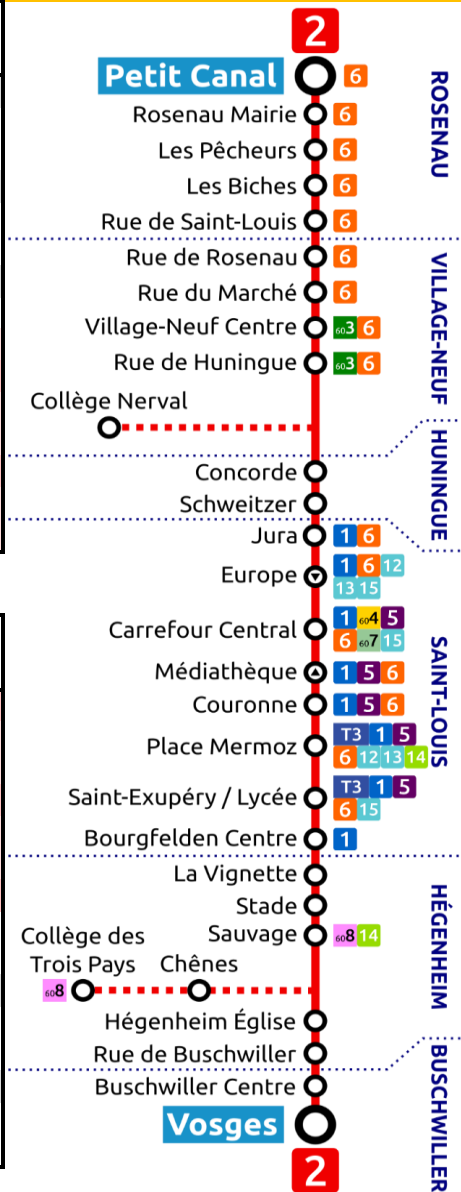 2
Petit Canal 6
ROSENAU
Rosenau Mairie 6
Les Pêcheurs 6
Les Biches 6
Rue de Saint-Louis 6
VILLAGE-NEUF
Rue de Rosenau 6
Rue du Marché 6
Village-Neuf Centre 603 6
Rue de Huningue 603 6
Collège Nerval
HUNINGUE
Concorde
Schweitzer
SAINT-LOUIS
Jura 1 6
Europe 1 6 12
13 15
Carrefour Central 1 604 5
6 607 15
Médiathèque 1 5 6
Couronne 1 5 6
Place Mermoz T3 1 5
6 12 13 14
Saint-Exupéry / Lycée T3 1 5
6 15
Bourgfelden Centre 1
HÉGENHEIM
La Vignette
Stade
Sauvage 608 14
Collège des
Trois Pays 608
Chênes
Hégenheim Église
Rue de Buschwiller
BUSCHWILLER
Buschwiller Centre
Vosges
2